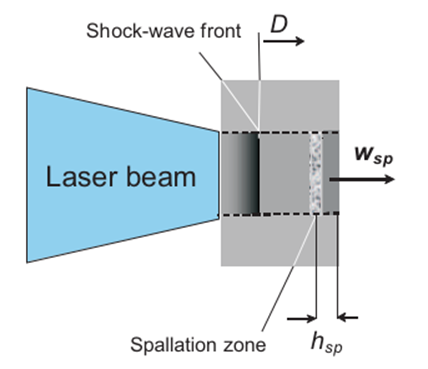 D
Shock-wave front
w_sp
Laser beam
Spallation zone
h_sp